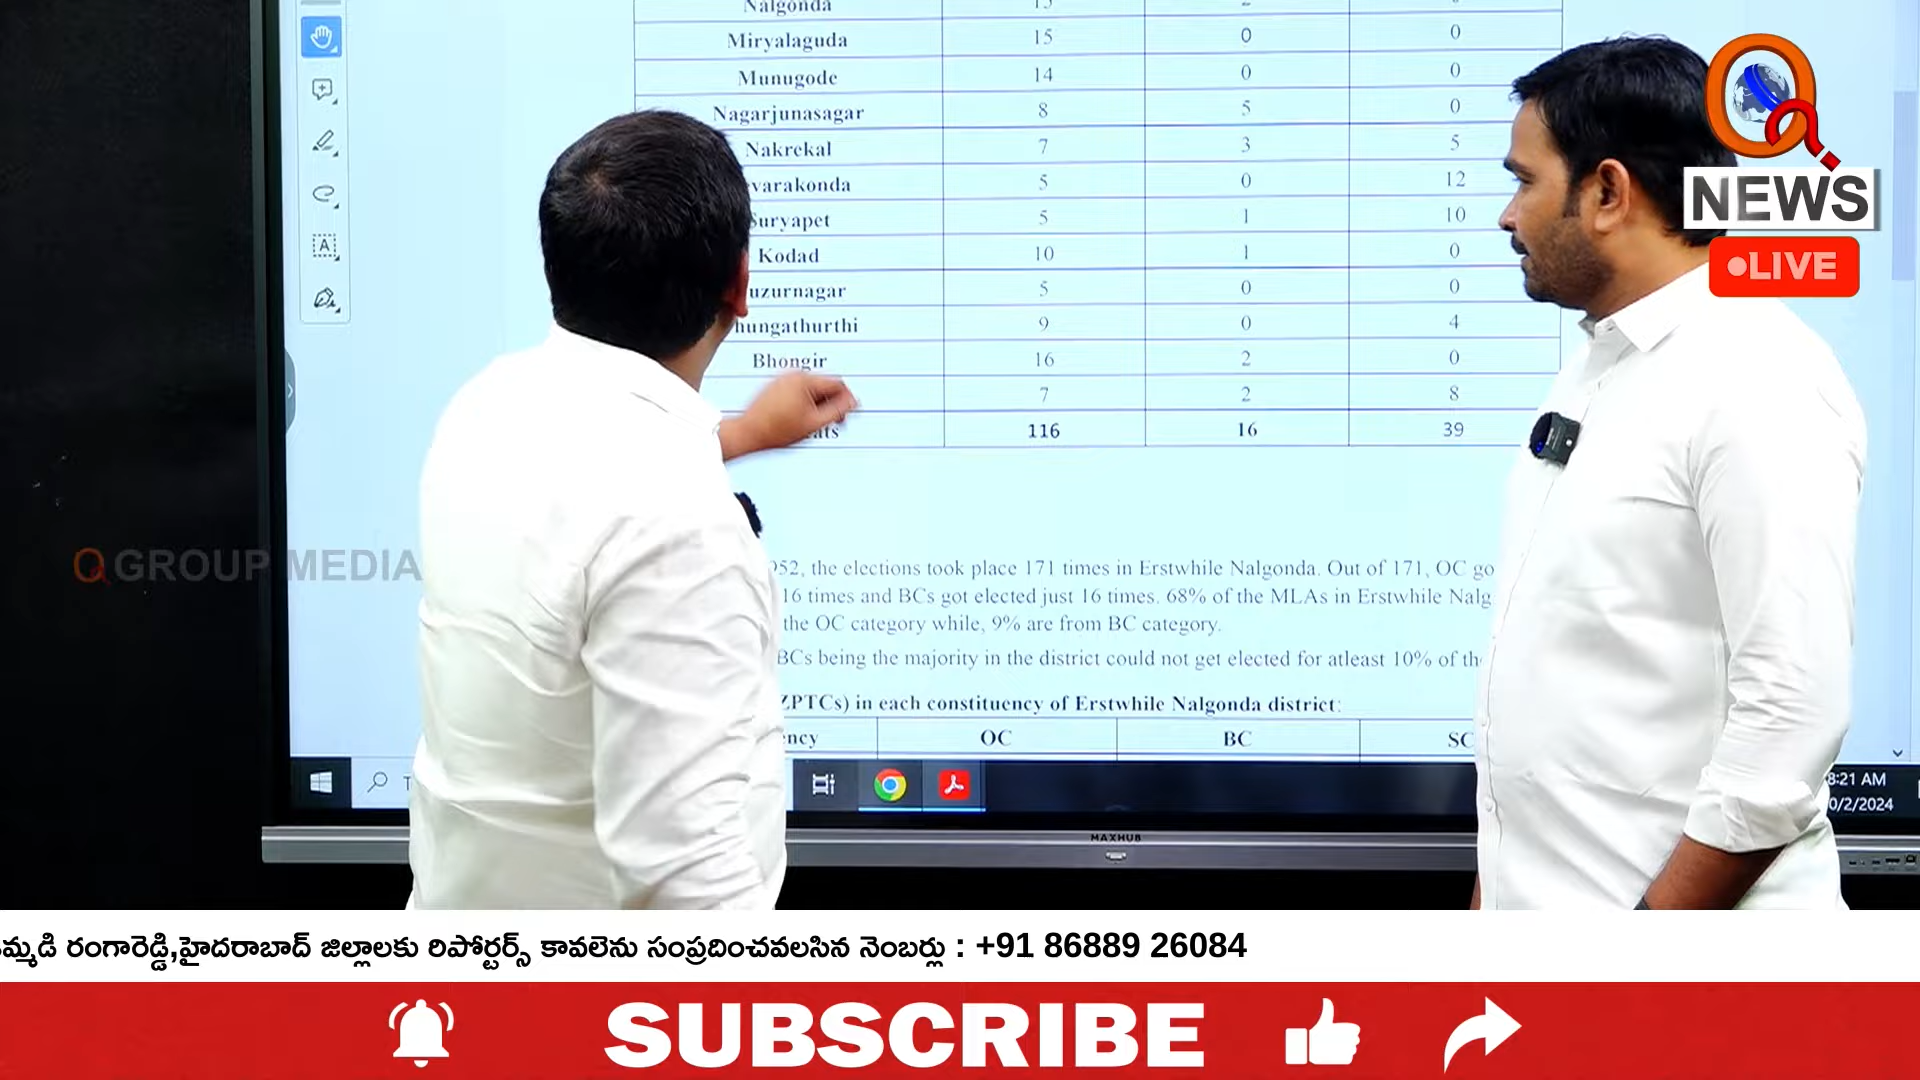 Nalgonda 15 2
Miryalaguda 15 0 0
Munugode 14 0 0
Nagarjunasagar 8 5 0
Nakrekal 7 3 5
varakonda 5 0 12
Suryapet 5 1 10
Kodad 10 1 0
uzurnagar 5 0 0
hungathurthi 9 0 4
Bhongir 16 2 0
7 2 8
ats 116 16 39
52, the elections took place 171 times in Erstwhile Nalgonda. Out of 171, OC go
16 times and BCs got elected just 16 times. 68% of the MLAs in Erstwhile Nalg
the OC category while, 9% are from BC category.
BCs being the majority in the district could not get elected for atleast 10% of th
ZPTCs) in each constituency of Erstwhile Nalgonda district:
ncy OC BC SC
8:21 AM
0/2/2024
MAXHUB
Q NEWS
LIVE
Q GROUP MEDIA
మ్మడి రంగారెడ్డి,హైదరాబాద్ జిల్లాలకు రిపోర్టర్స్ కావలెను సంప్రదించవలసిన నెంబర్లు : +91 86889 26084
SUBSCRIBE